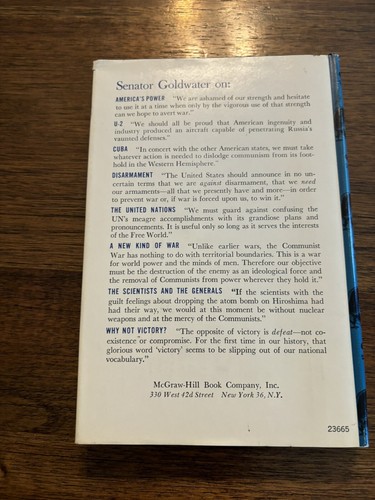 Senator Goldwater on:
AMERICA'S POWER "We are ashamed of our strength and hesitate
to use it at a time when only by the vigorous use of that strength
can we hope to avert war."
U-2 "We should all be proud that American ingenuity and
industry produced an aircraft capable of penetrating Russia's
vaunted defenses."
CUBA "In concert with the other American states, we must take
whatever action is needed to dislodge communism from its foot-
hold in the Western Hemisphere."
DISARMAMENT "The United States should announce in no un-
certain terms that we are against disarmament, that we need
our armaments—all that we presently have and more—in order
to prevent war or, if war is forced upon us, to win it."
THE UNITED NATIONS "We must guard against confusing the
UN's meagre accomplishments with its grandiose plans and
pronouncements. It is useful only so long as it serves the interests
of the Free World."
A NEW KIND OF WAR "Unlike earlier wars, the Communist
War has nothing to do with territorial boundaries. This is a war
for world power and the minds of men. Therefore our objective
must be the destruction of the enemy as an ideological force and
the removal of Communists from power wherever they hold it."
THE SCIENTISTS AND THE GENERALS "If the scientists with the
guilt feelings about dropping the atom bomb on Hiroshima had
had their way, we would at this moment be without nuclear
weapons and at the mercy of the Communists."
WHY NOT VICTORY? "The opposite of victory is defeat—not co-
existence or compromise. For the first time in our history, that
glorious word 'victory' seems to be slipping out of our national
vocabulary."
McGraw-Hill Book Company, Inc.
330 West 42d Street New York 36, N.Y.
23665